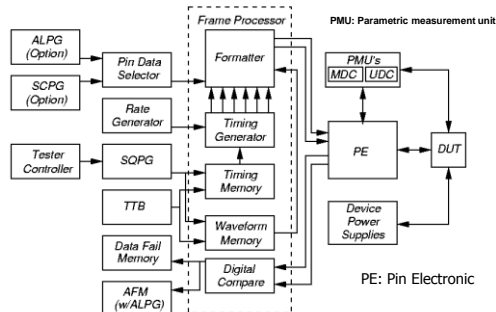 Frame Processor
PMU: Parametric measurement unit
ALPG
(Option)
SCPG
(Option)
Pin Data
Selector
Formatter
PMU's
MDC
UDC
Rate
Generator
Timing
Generator
Tester
Controller
SQPG
Timing
Memory
PE
DUT
TTB
Waveform
Memory
Device
Power
Supplies
Data Fail
Memory
Digital
Compare
AFM
(w/ALPG)
PE: Pin Electronic